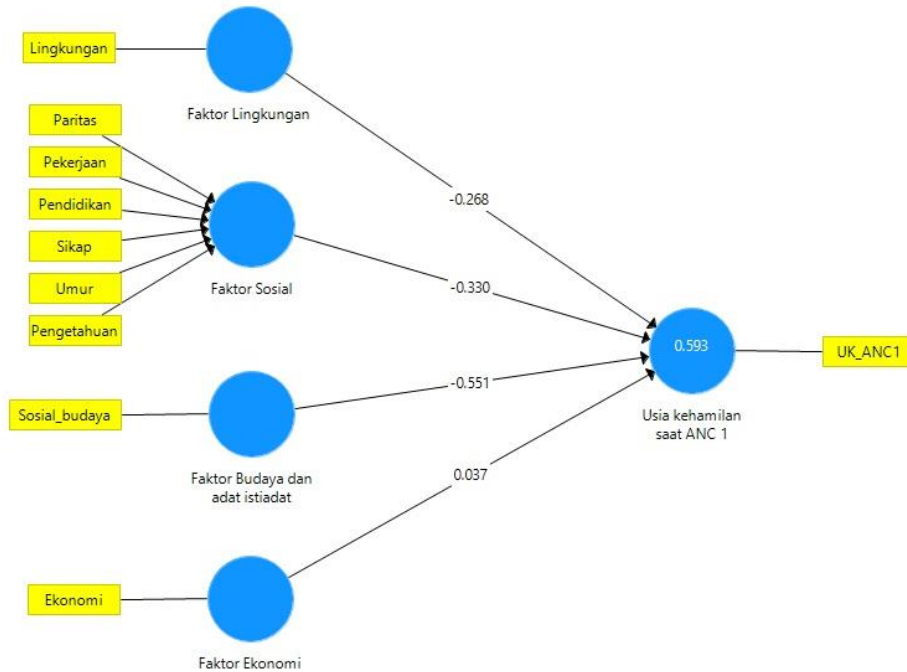 Lingkungan
Faktor Lingkungan
Paritas
Pekerjaan
Pendidikan
Sikap
Umur
Pengetahuan
Faktor Sosial
Sosial_budaya
Faktor Budaya dan
adat istiadat
Ekonomi
Faktor Ekonomi
-0.268
-0.330
-0.551
0.037
0.593
Usia kehamilan
saat ANC 1
UK_ANC1